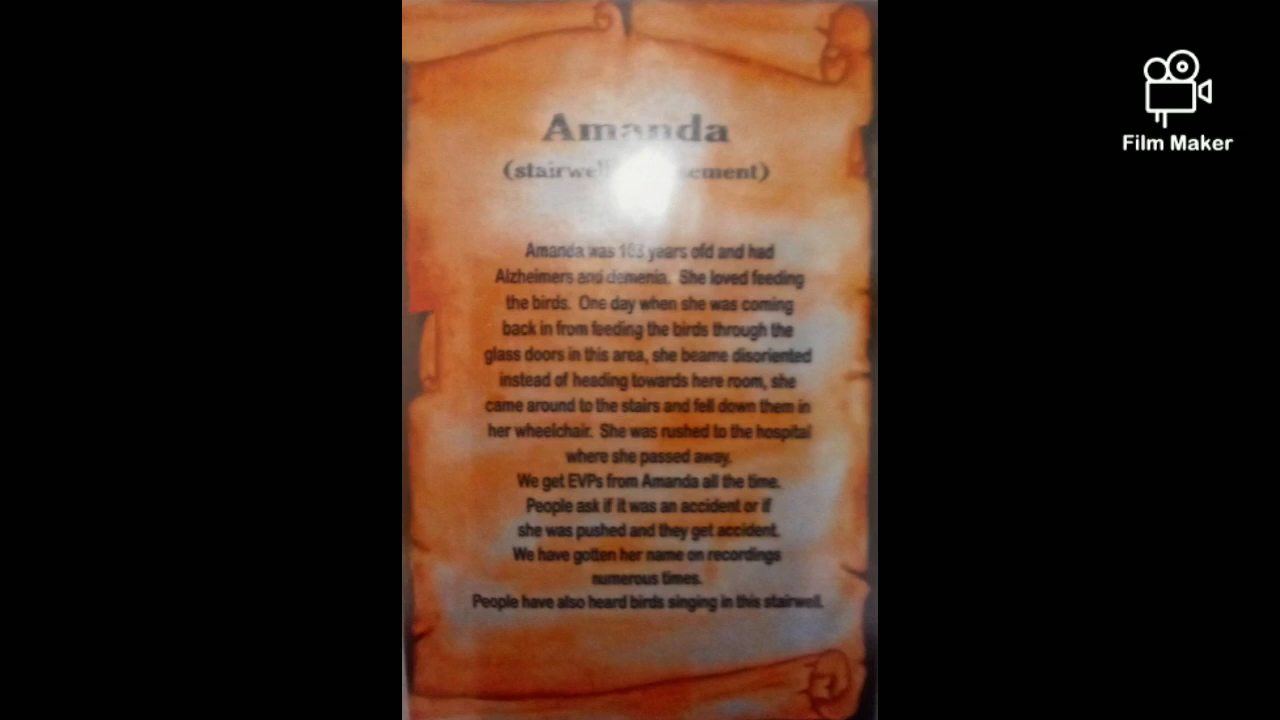 Amanda
Amanda was years old and had
Alzheimers and demenia. She loved feeding
the birds. One day when she was coming
back in from feeding the birds through the
glass doors in this area, she beame disoriented
instead of heading towards here room, she
came around to the stairs and fell down them in
her wheelchair. She was rushed to the hospital
where she passed away.
We get EVPs from Amanda all the time.
People ask if it was an accident or if
she was pushed and they get accident.
We have gotten her name on recordings
numerous times.
People have also heard birds singing in this stairwell.
Film Maker